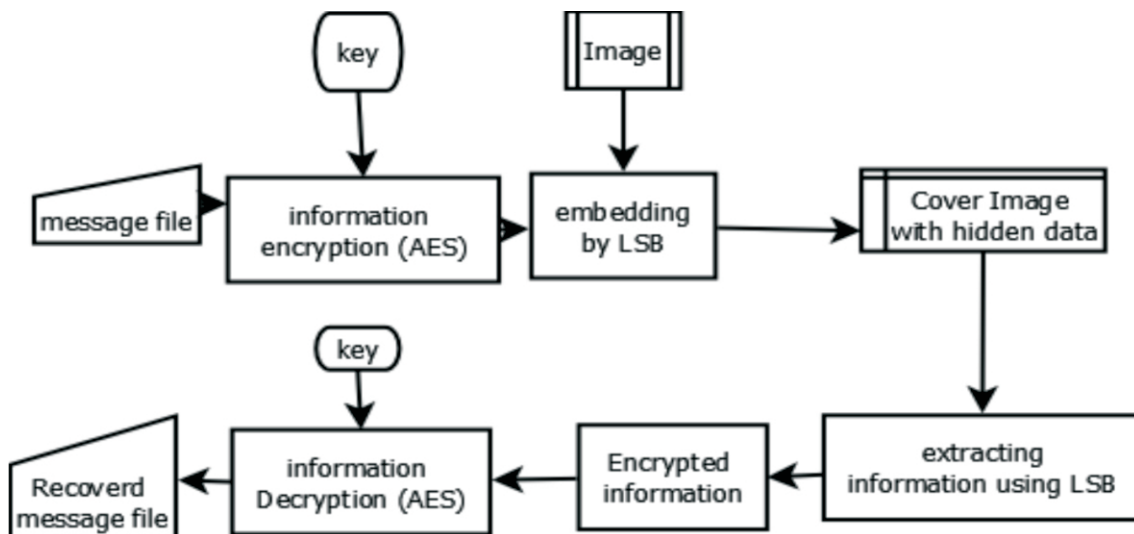 key
Image
message file
information
encryption (AES)
embedding
by LSB
Cover Image
with hidden data
key
extracting
information using LSB
Encrypted
information
information
Decryption (AES)
Recoverd
message file